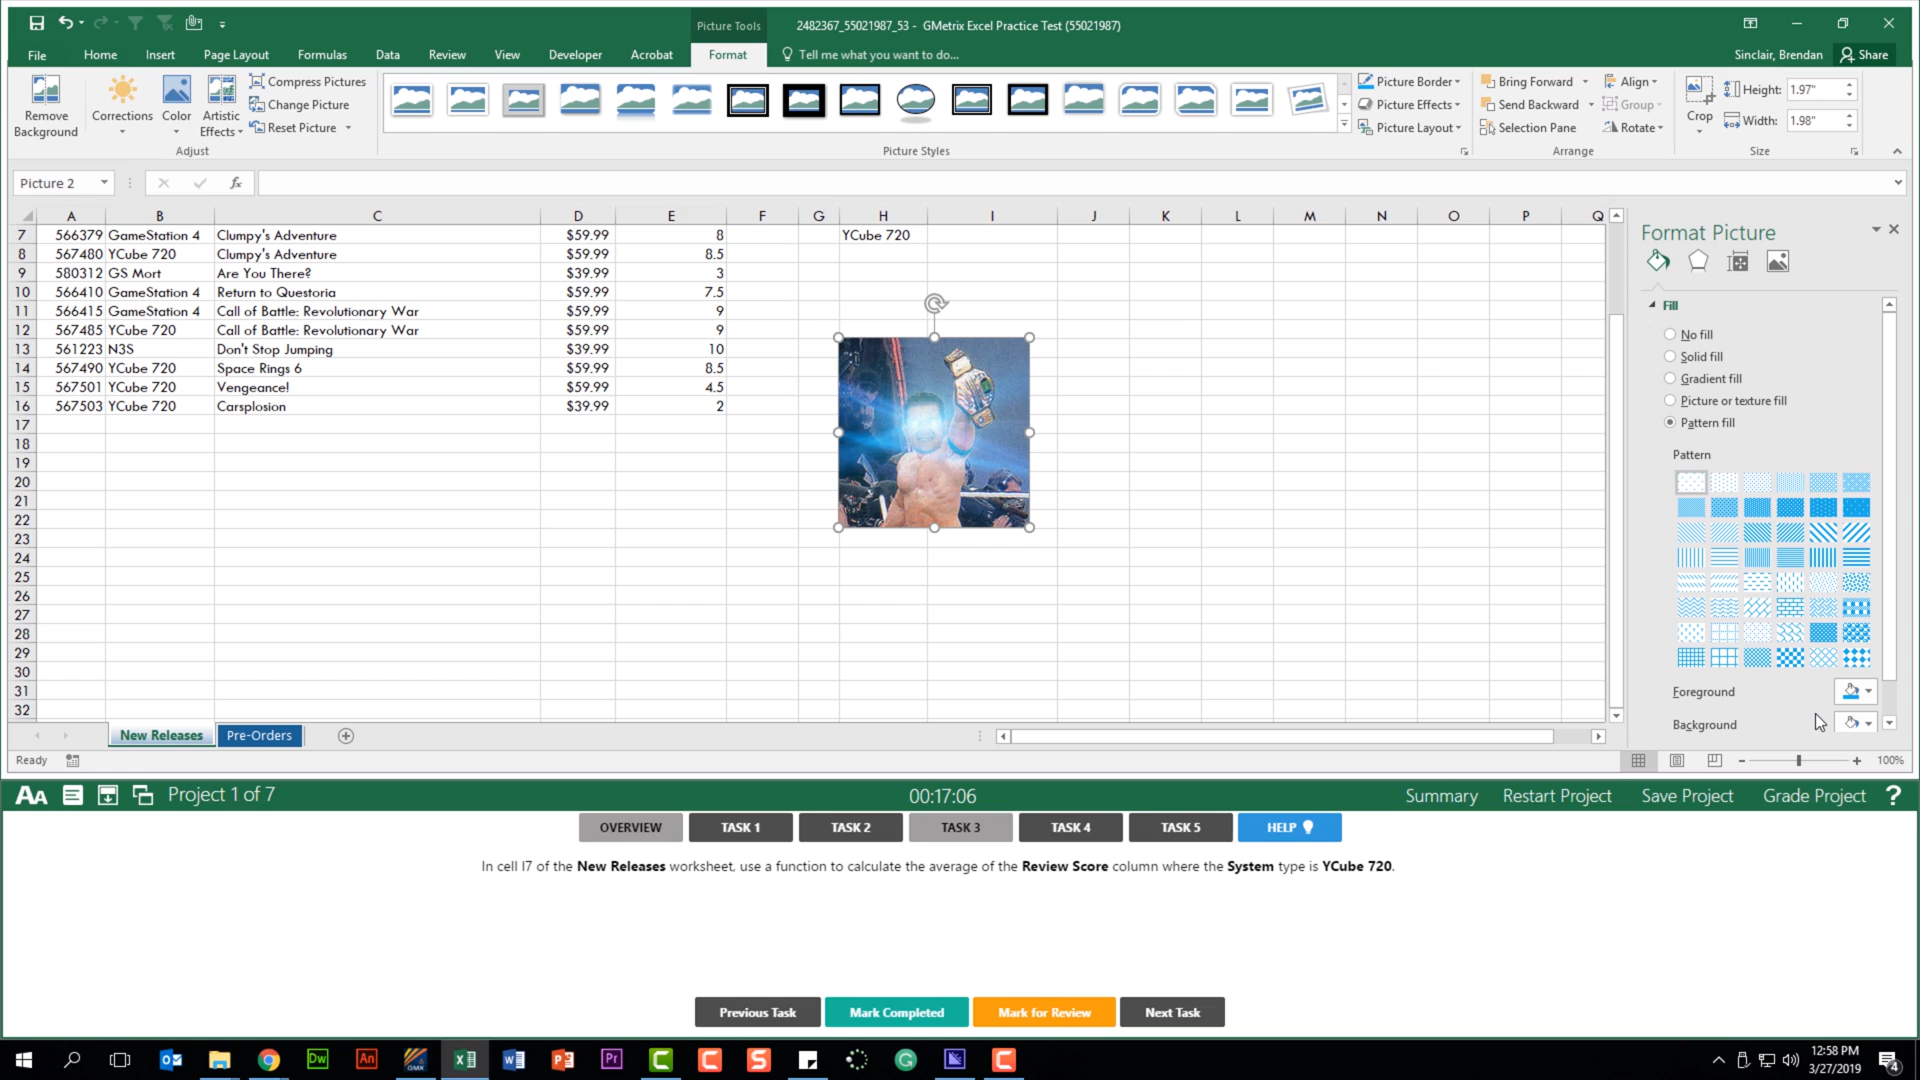 Picture Tools
2482367_55021987_53 - GMetrix Excel Practice Test (55021987)
File Home Insert Page Layout Formulas Data Review View Developer Acrobat Format Tell me what you want to do... Sinclair, Brendan Share
Remove Background
Corrections
Color
Artistic Effects
Compress Pictures
Change Picture
Reset Picture
Adjust
Picture Styles
Picture Border
Picture Effects
Picture Layout
Bring Forward
Send Backward
Selection Pane
Align
Group
Rotate
Arrange
Crop
Height: 1.97"
Width: 1.98"
Size
Picture 2
fx
A B C D E F G H I J K L M N O P Q
7 566379 GameStation 4 Clumpy's Adventure $59.99 8 YCube 720
8 567480 YCube 720 Clumpy's Adventure $59.99 8.5
9 580312 GS Mort Are You There? $39.99 3
10 566410 GameStation 4 Return to Questoria $59.99 7.5
11 566415 GameStation 4 Call of Battle: Revolutionary War $59.99 9
12 567485 YCube 720 Call of Battle: Revolutionary War $59.99 9
13 561223 N3S Don't Stop Jumping $39.99 10
14 567490 YCube 720 Space Rings 6 $59.99 8.5
15 567501 YCube 720 Vengeance! $59.99 4.5
16 567503 YCube 720 Carsplosion $39.99 2
17
18
19
20
21
22
23
24
25
26
27
28
29
30
31
32
Format Picture
Fill
No fill
Solid fill
Gradient fill
Picture or texture fill
Pattern fill
Pattern
Foreground
Background
New Releases Pre-Orders
Ready 100%
AA Project 1 of 7 00:17:06 Summary Restart Project Save Project Grade Project ?
OVERVIEW TASK 1 TASK 2 TASK 3 TASK 4 TASK 5 HELP
In cell I7 of the New Releases worksheet, use a function to calculate the average of the Review Score column where the System type is YCube 720.
Previous Task Mark Completed Mark for Review Next Task
Dw An GMX Pr
12:58 PM
3/27/2019
4